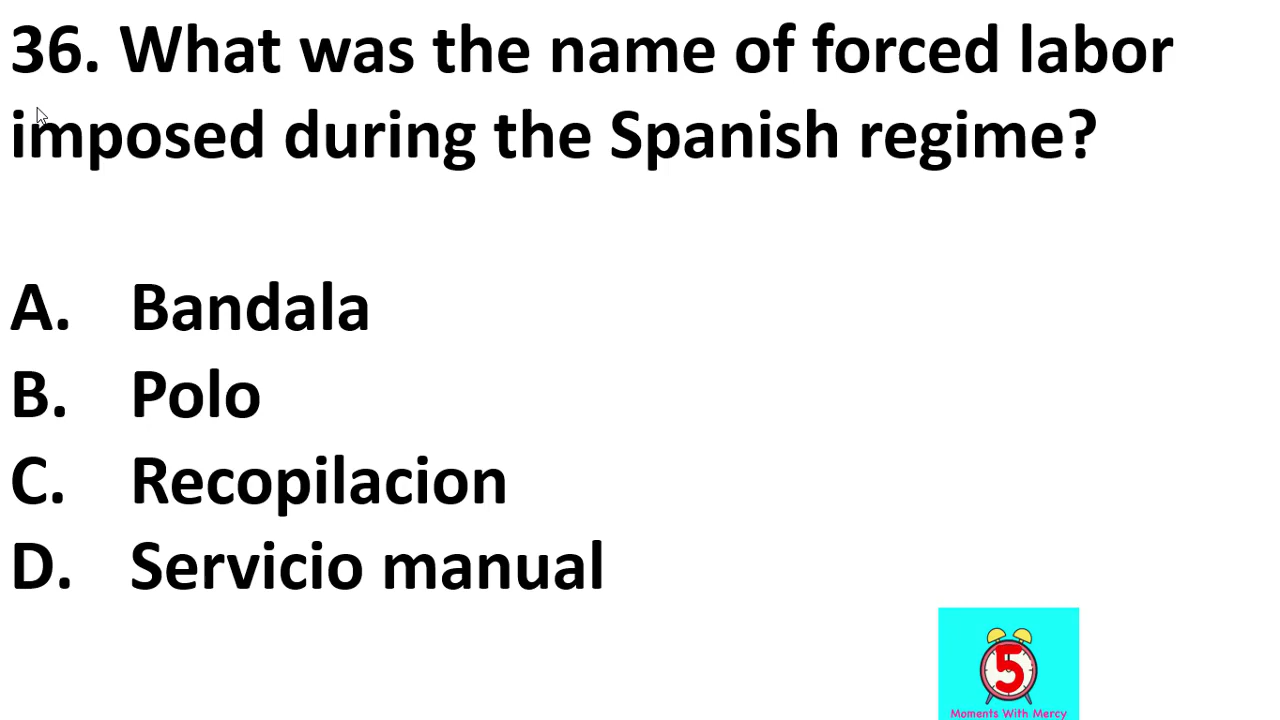 36. What was the name of forced labor
imposed during the Spanish regime?
A. Bandala
B. Polo
C. Recopilacion
D. Servicio manual
5
Moments With Mercy